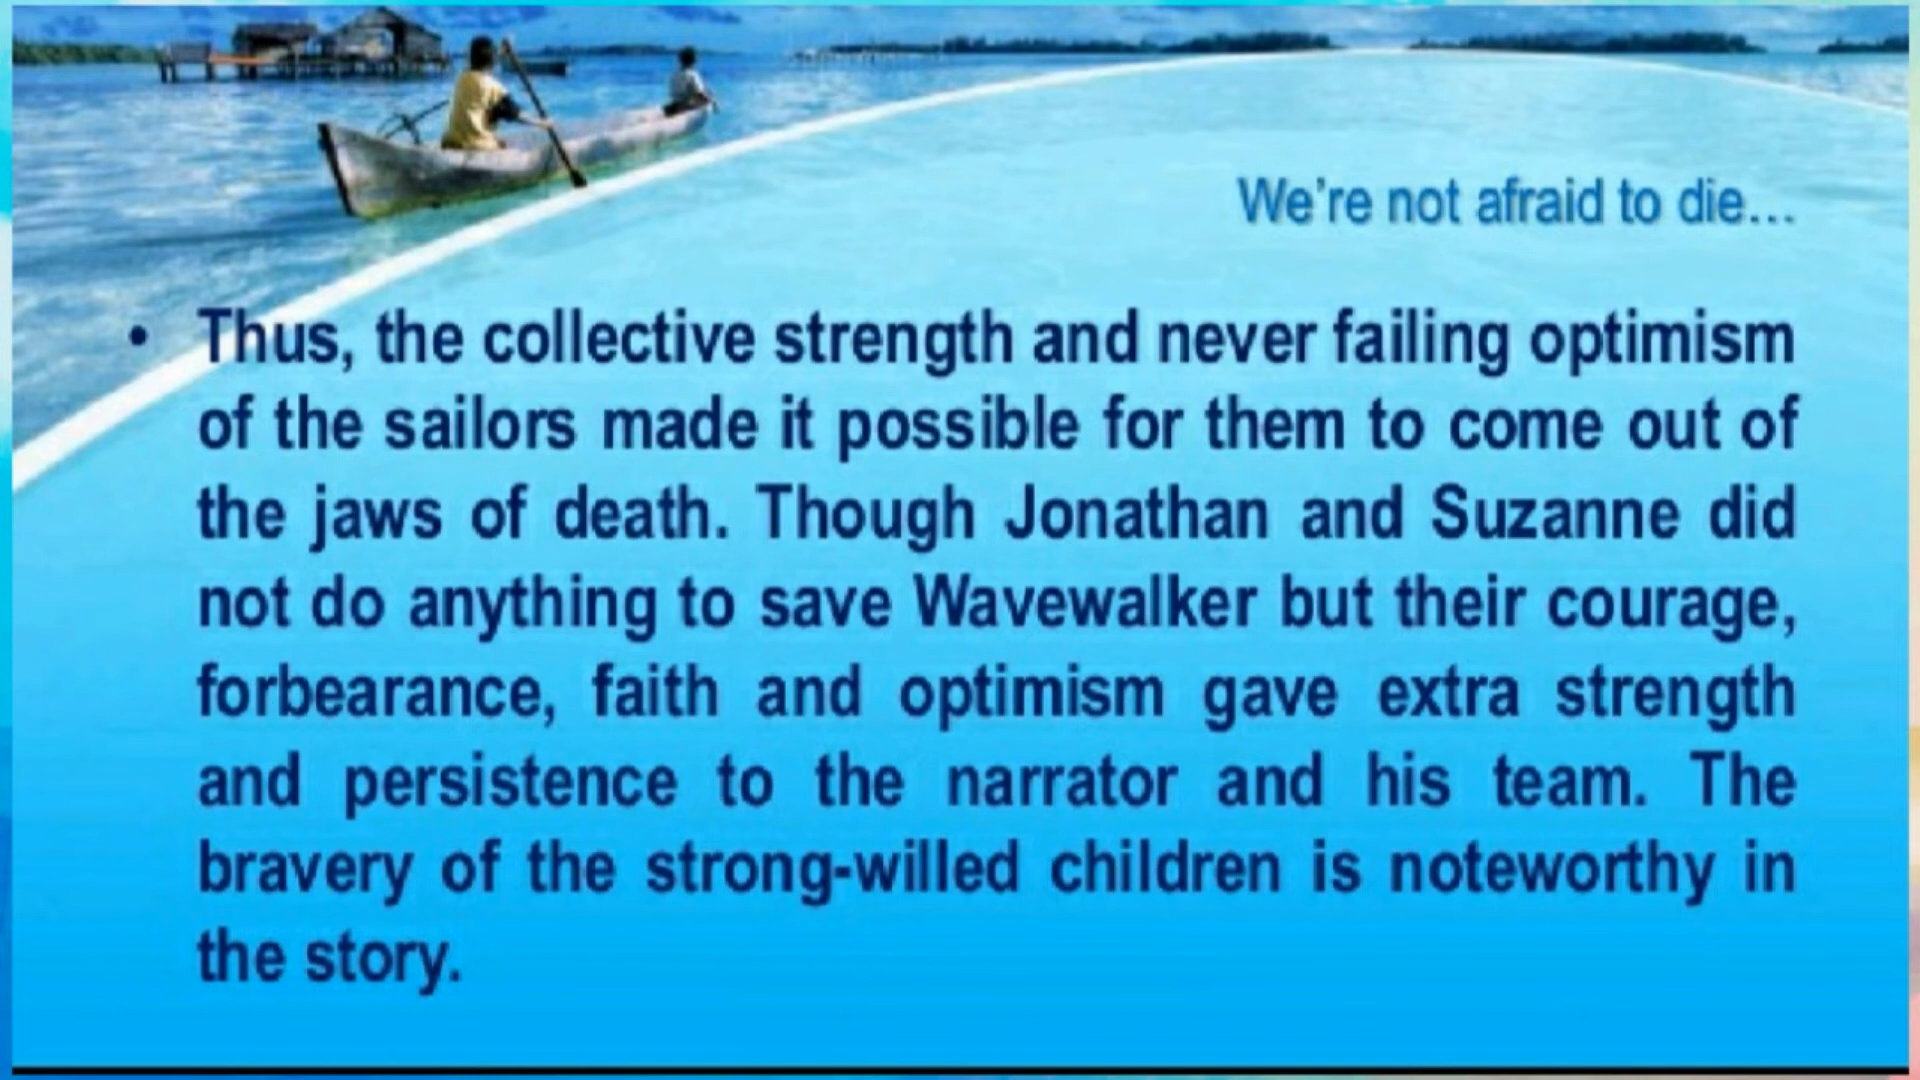 We're not afraid to die...
• Thus, the collective strength and never failing optimism
of the sailors made it possible for them to come out of
the jaws of death. Though Jonathan and Suzanne did
not do anything to save Wavewalker but their courage,
forbearance, faith and optimism gave extra strength
and persistence to the narrator and his team. The
bravery of the strong-willed children is noteworthy in
the story.